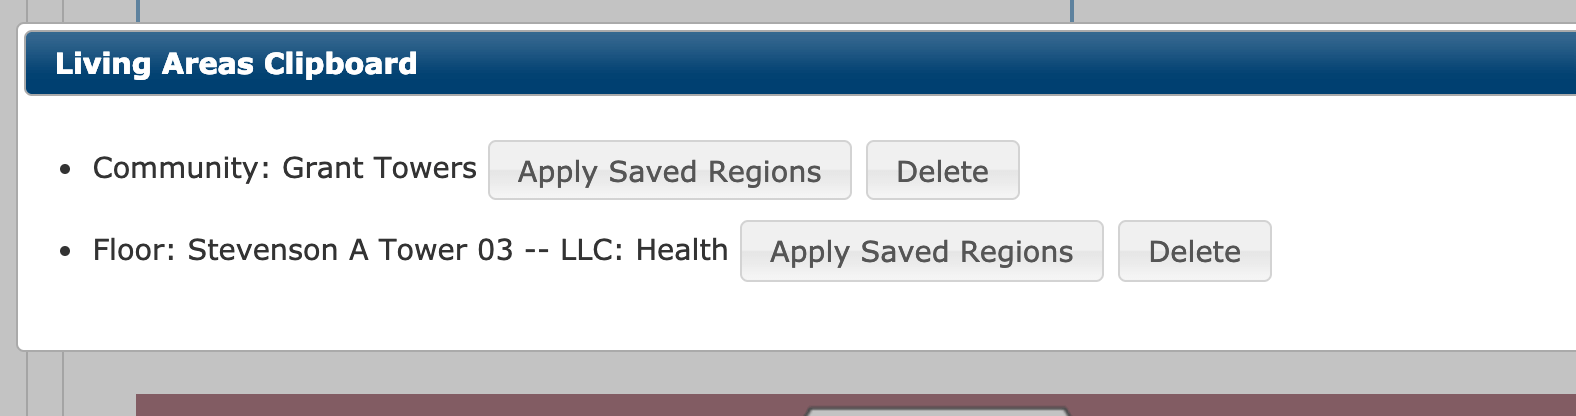 Living Areas Clipboard
Community: Grant Towers Apply Saved Regions Delete
Floor: Stevenson A Tower 03 -- LLC: Health Apply Saved Regions Delete